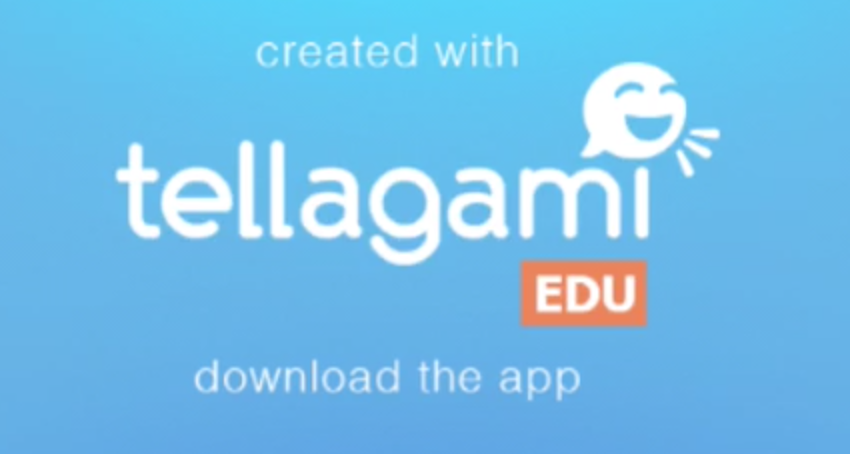 created with
tellagami
EDU
download the app